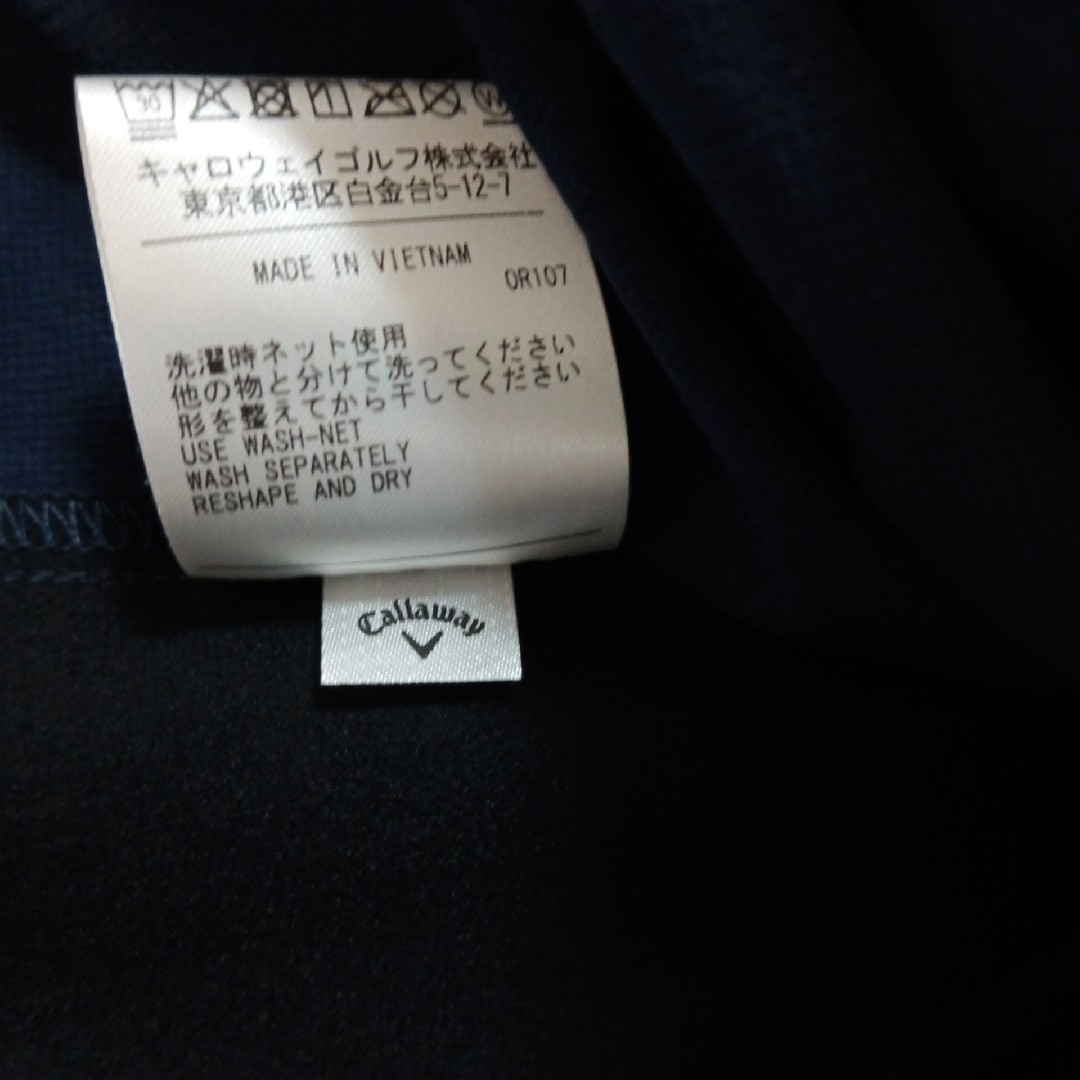 30
W
キャロウェイゴルフ株式会社
東京都港区白金台5-12-7
MADE IN VIETNAM
OR107
洗濯時ネット使用
他の物と分けて洗ってください
形を整えてから干してください
USE WASH-NET
WASH SEPARATELY
RESHAPE AND DRY
Callaway